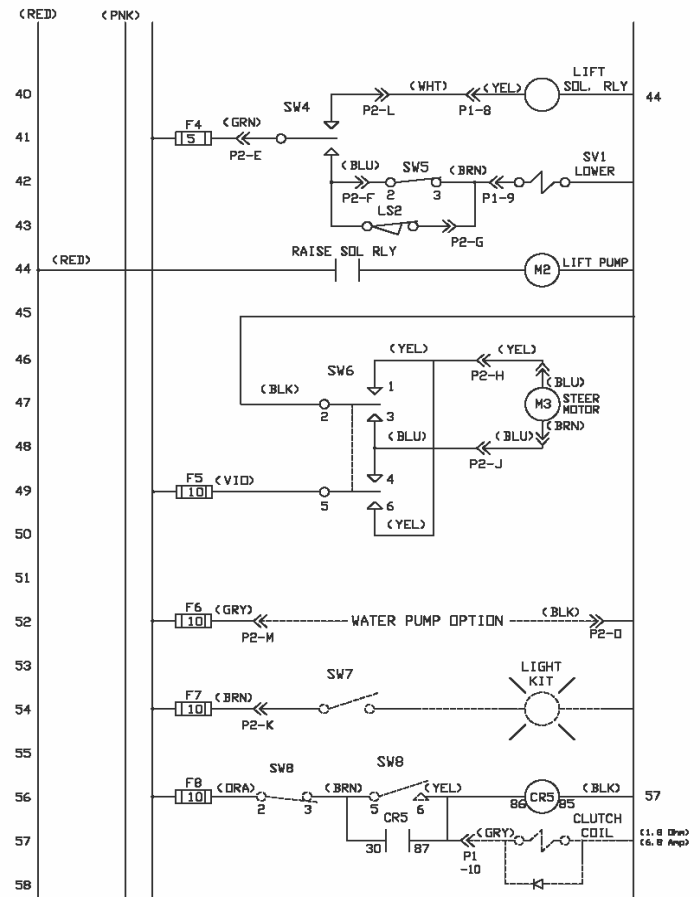 (RED) (PNK)
40 (WHT) (YEL) LIFT SOL. RLY 44
P2-L P1-8
SW4
41 F4 5 (GRN) P2-E
(BLU) SW5 (BRN) SV1 LOWER
42 P2-F 2 3 P1-9
43 LS2 P2-G
RAISE SOL RLY
44 (RED) M2 LIFT PUMP
45
46 (YEL) (YEL)
SW6 1 P2-H (BLU)
47 (BLK) 2 3 M3 STEER MOTOR
(BRN)
48 (BLU) (BLU)
P2-J
4
49 F5 10 (VIO) 5 6
50 (YEL)
51
52 F6 10 (GRY) P2-M WATER PUMP OPTION (BLK) P2-O
53 SW7 LIGHT KIT
54 F7 10 (BRN) P2-K
55
SW8 SW8
56 F8 10 (ORA) 2 3 (BRN) 5 6 (YEL) 86 CR5 85 (BLK) 57
CR5 CLUTCH COIL
57 30 87 (GRY) P1-10 (1.8 Ohm) (6.8 Amp)
58